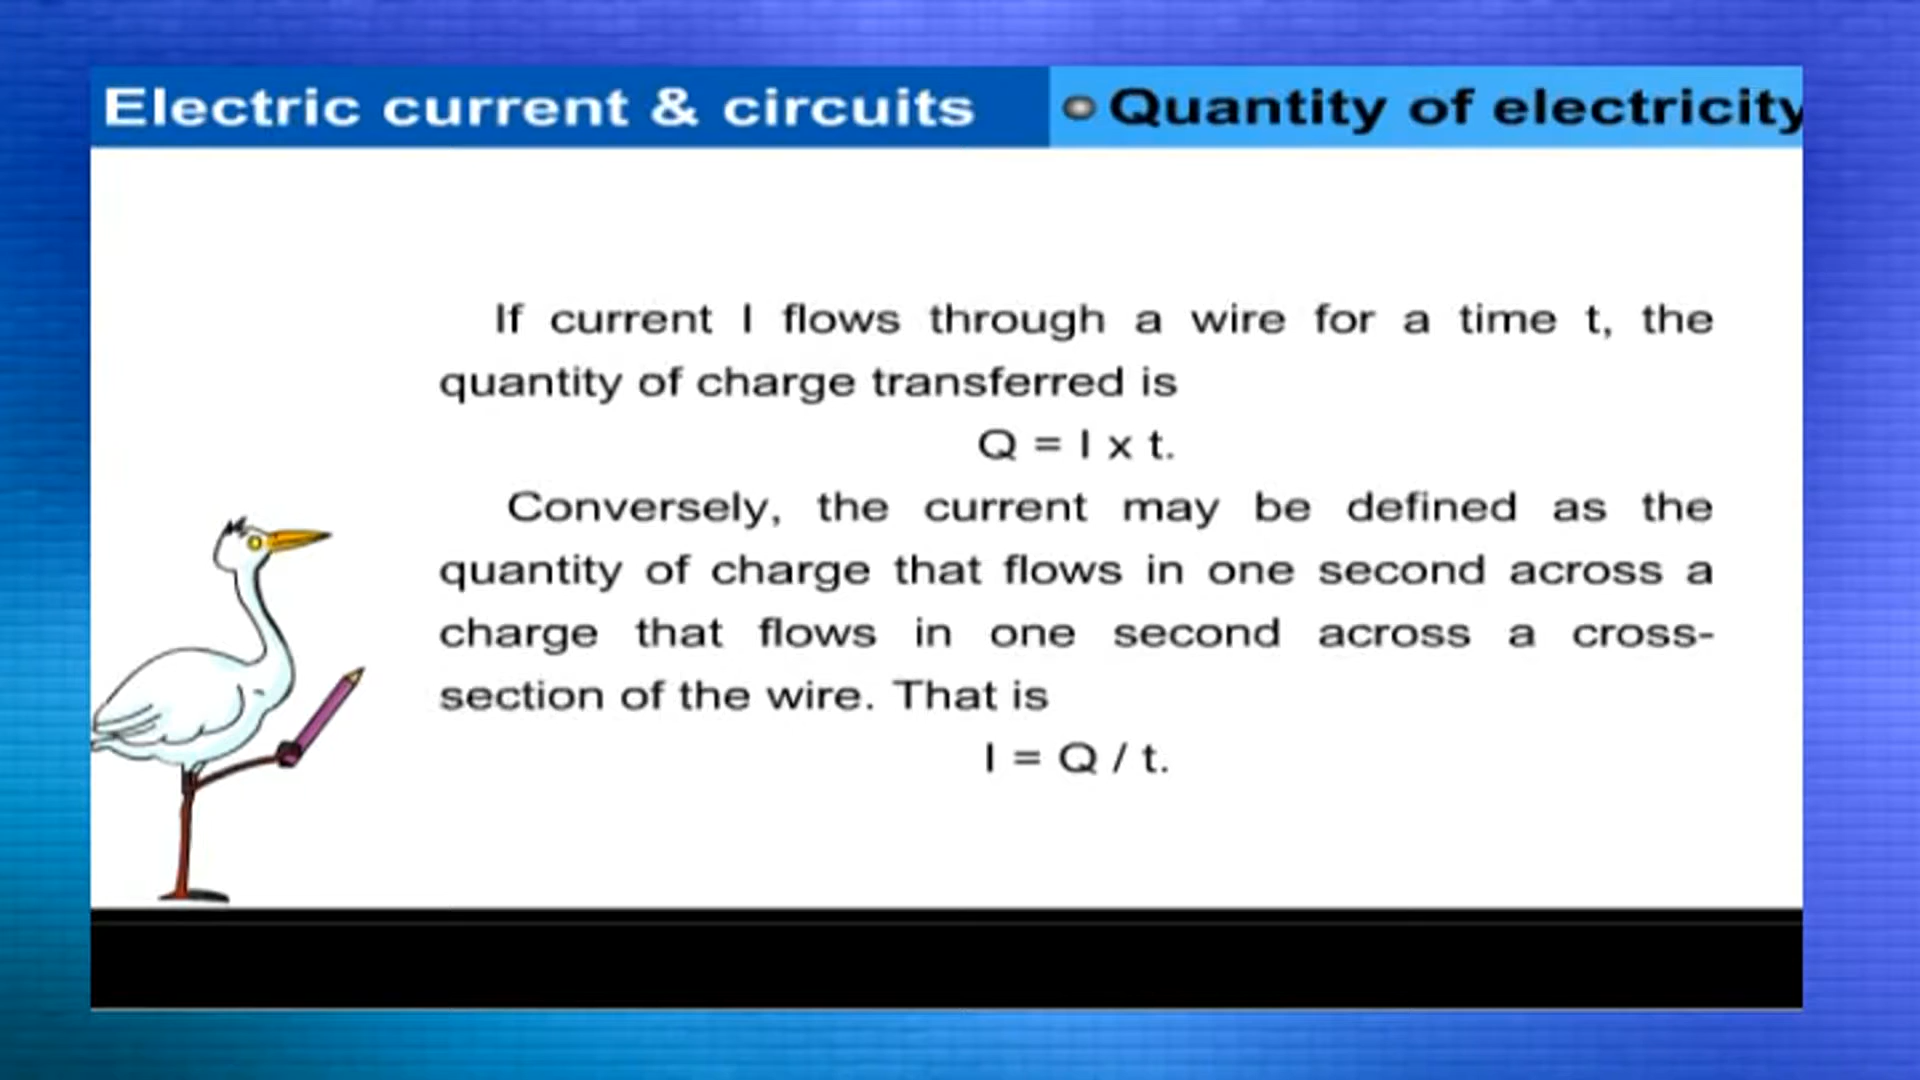 Electric current & circuits
Quantity of electricity
If current I flows through a wire for a time t, the
quantity of charge transferred is
Q = I x t.
Conversely, the current may be defined as the
quantity of charge that flows in one second across a
charge that flows in one second across a cross-
section of the wire. That is
I = Q / t.